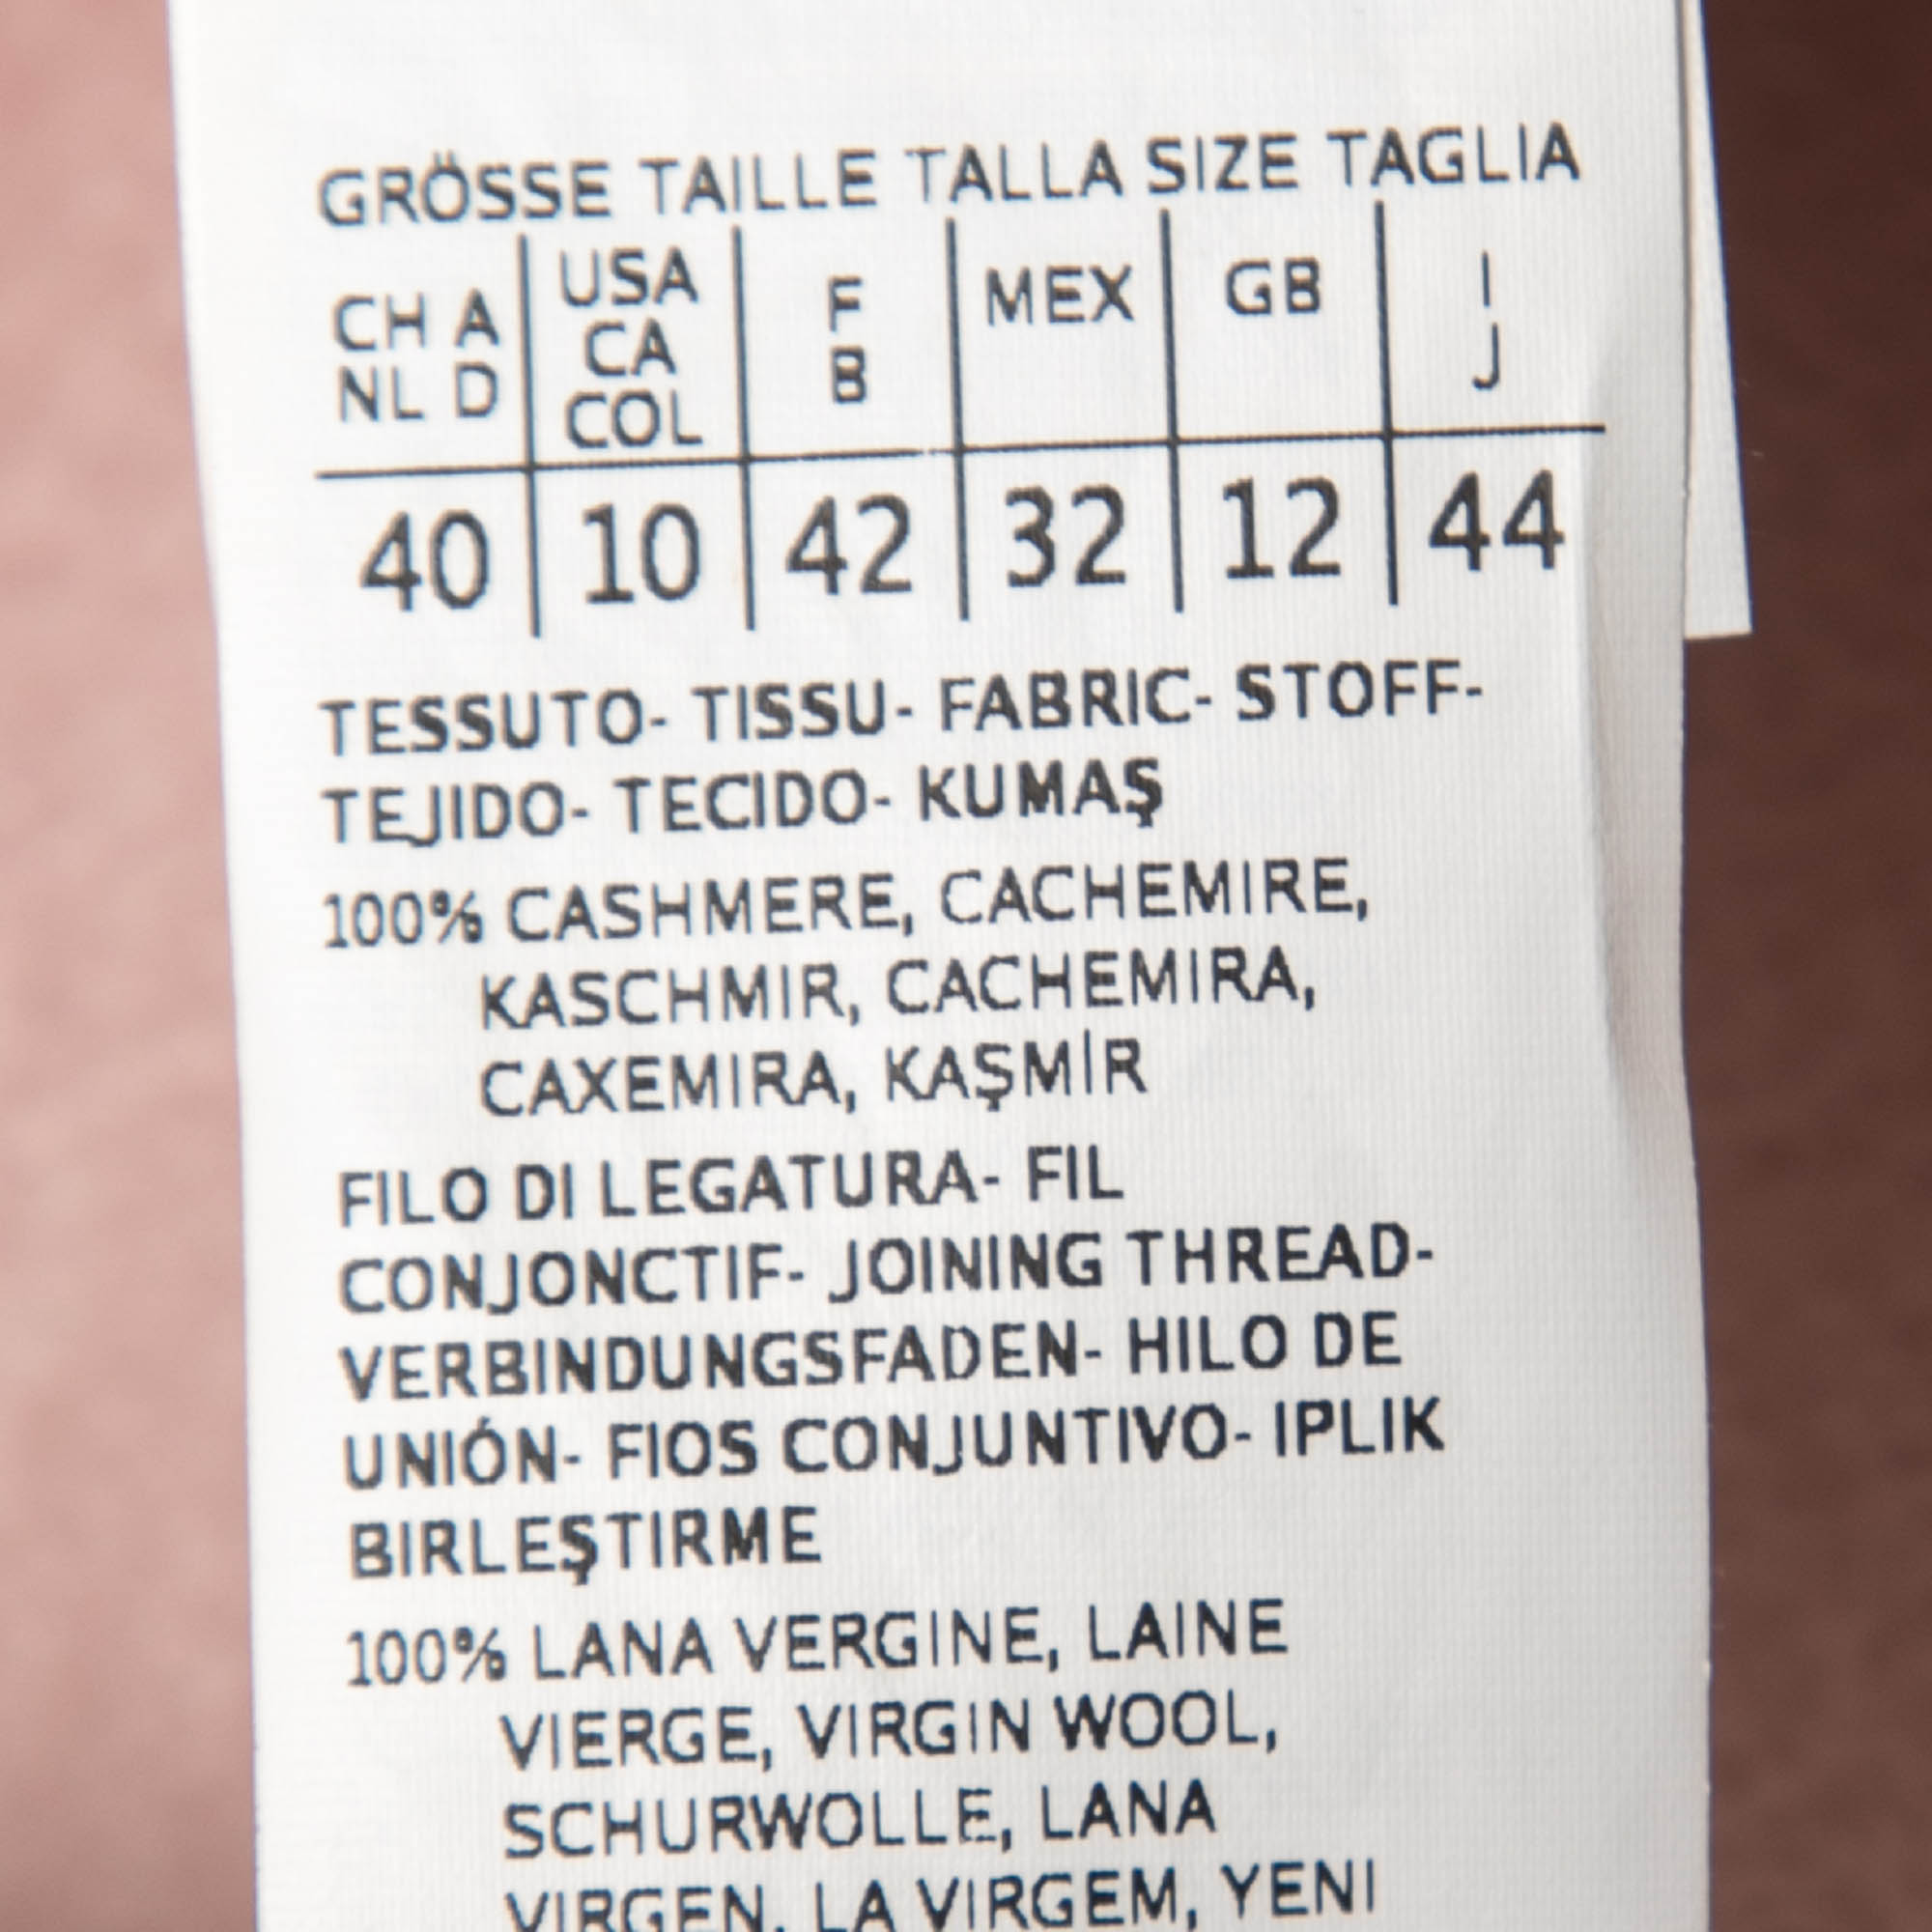 GRÖSSE TAILLE TALLA SIZE TAGLIA
CH A USA F MEX GB I
NL D CA B J
COL
40 10 42 32 12 44
TESSUTO- TISSU- FABRIC- STOFF-
TEJIDO- TECIDO- KUMAŞ
100% CASHMERE, CACHEMIRE,
KASCHMIR, CACHEMIRA,
CAXEMIRA, KAŞMİR
FILO DI LEGATURA- FIL
CONJONCTIF- JOINING THREAD-
VERBINDUNGSFADEN- HILO DE
UNIÓN- FIOS CONJUNTIVO- IPLIK
BIRLEŞTIRME
100% LANA VERGINE, LAINE
VIERGE, VIRGIN WOOL,
SCHURWOLLE, LANA
VIRGEN, LA VIRGEM, YENI